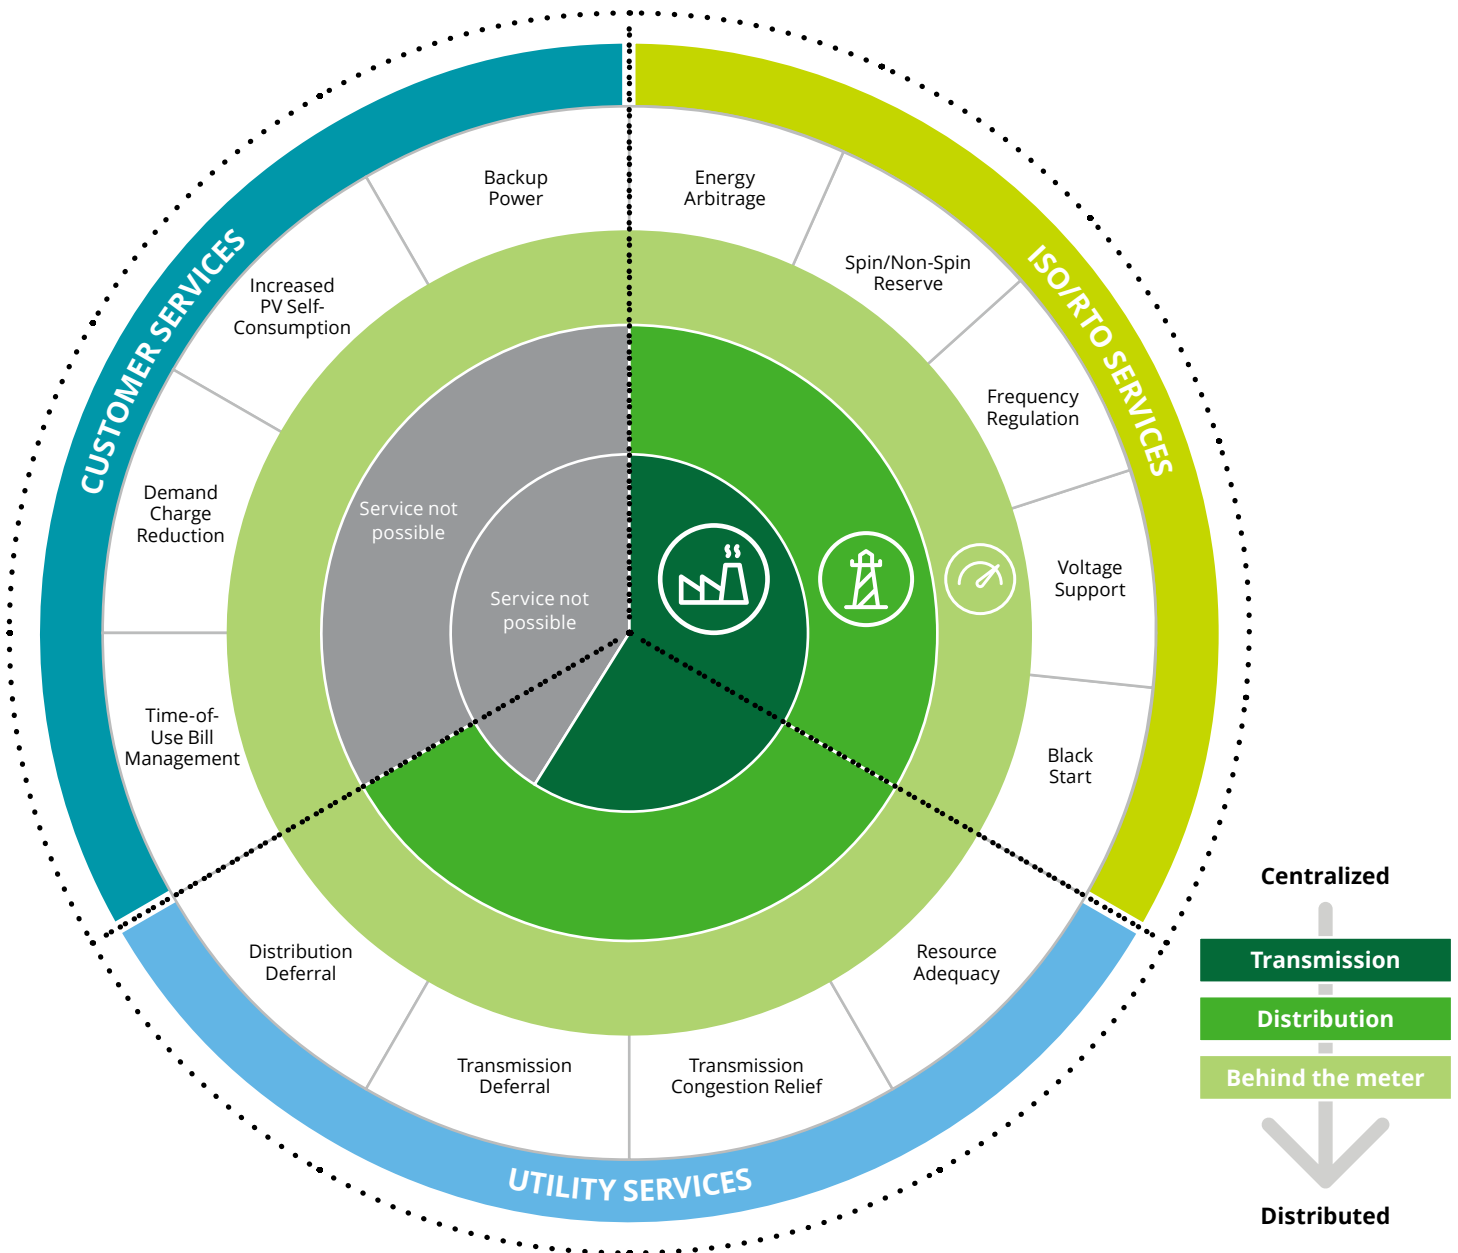 CUSTOMER SERVICES
ISO/RTO SERVICES
UTILITY SERVICES
Backup
Power
Increased
PV Self-
Consumption
Demand
Charge
Reduction
Time-of-
Use Bill
Management
Energy
Arbitrage
Spin/Non-Spin
Reserve
Frequency
Regulation
Voltage
Support
Black
Start
Resource
Adequacy
Transmission
Congestion Relief
Transmission
Deferral
Distribution
Deferral
Service not
possible
Service not
possible
Centralized
Transmission
Distribution
Behind the meter
Distributed